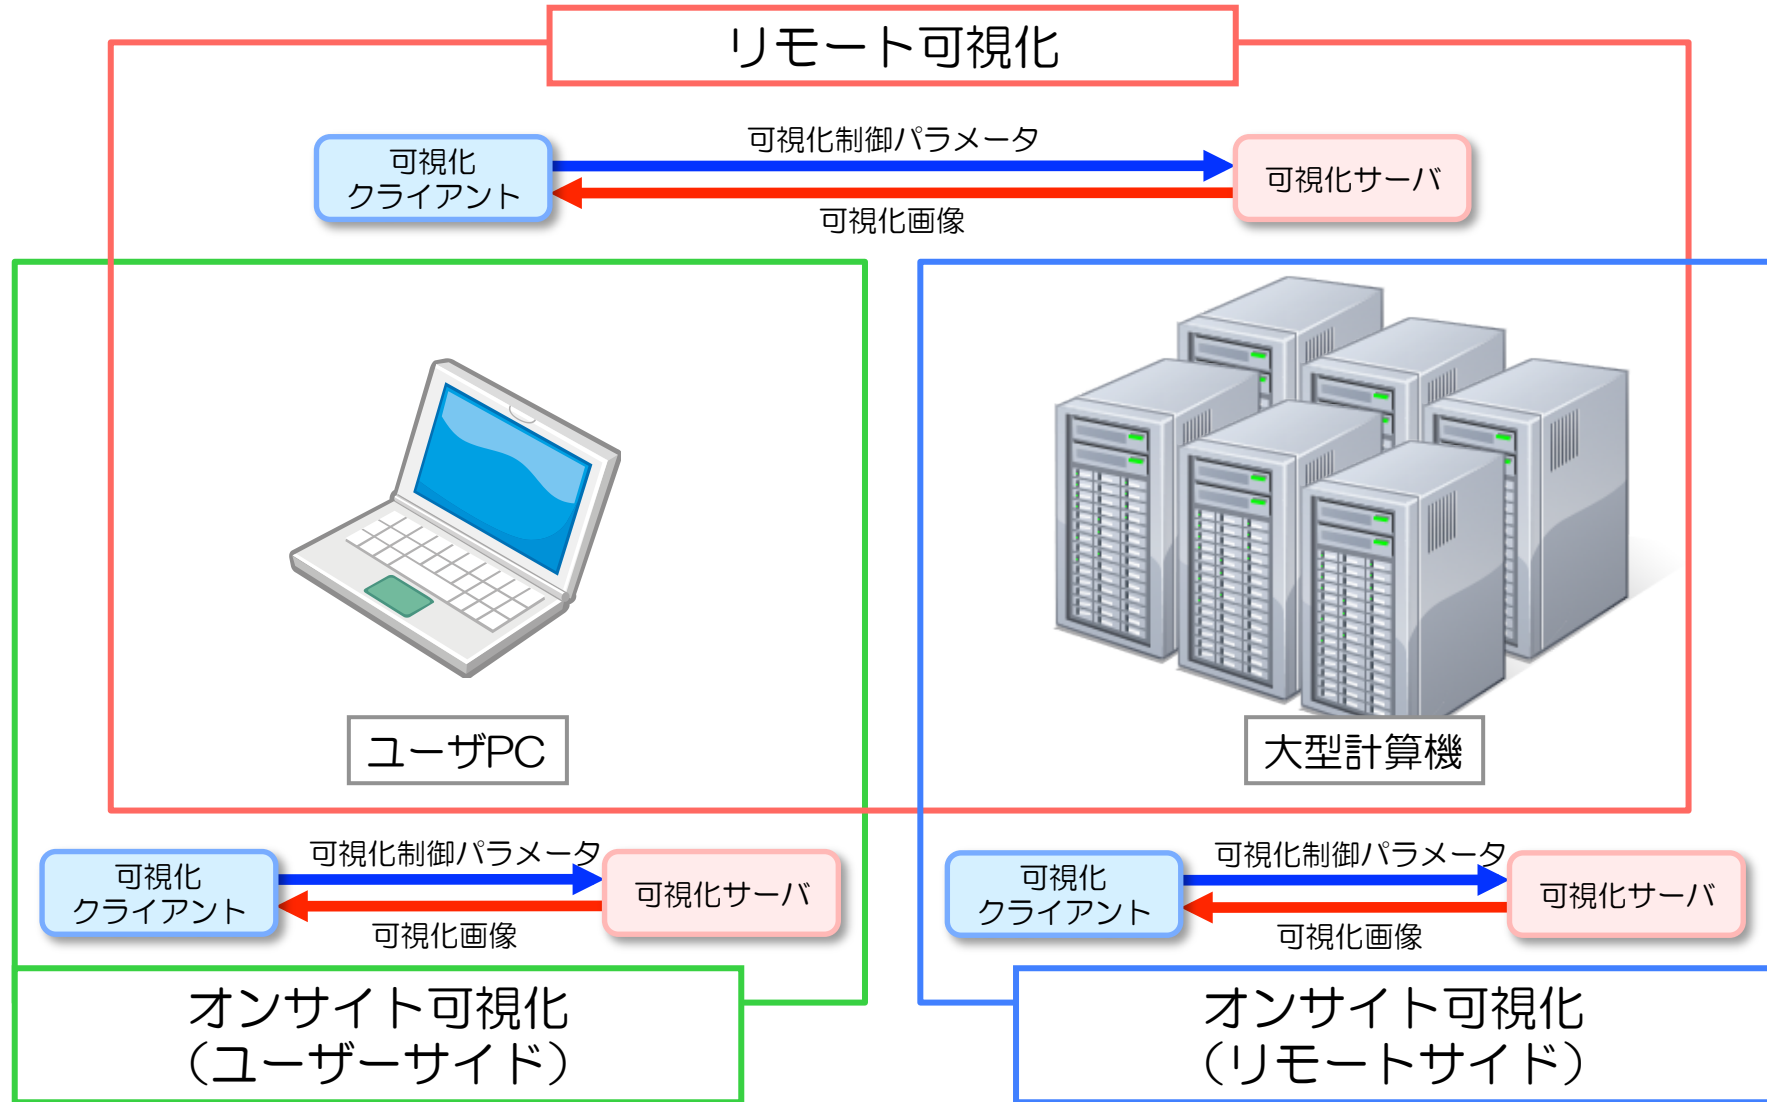 リモート可視化
可視化制御パラメータ
可視化
クライアント
可視化サーバ
可視化画像
ユーザPC
大型計算機
可視化制御パラメータ
可視化
クライアント
可視化サーバ
可視化画像
可視化制御パラメータ
可視化
クライアント
可視化サーバ
可視化画像
オンサイト可視化
（ユーザーサイド）
オンサイト可視化
（リモートサイド）